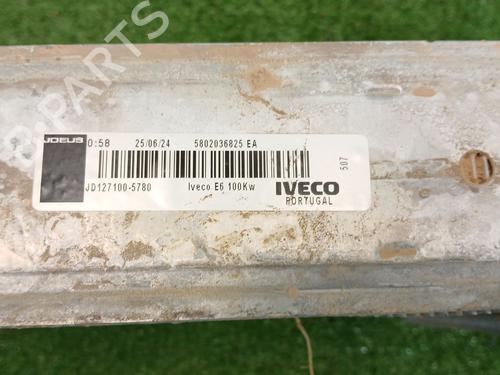 JDEUS 0:58 25/06/24 5802036825 EA
JD127100-5780 Iveco E6 100Kw IVECO
PORTUGAL
507
B-PARTS